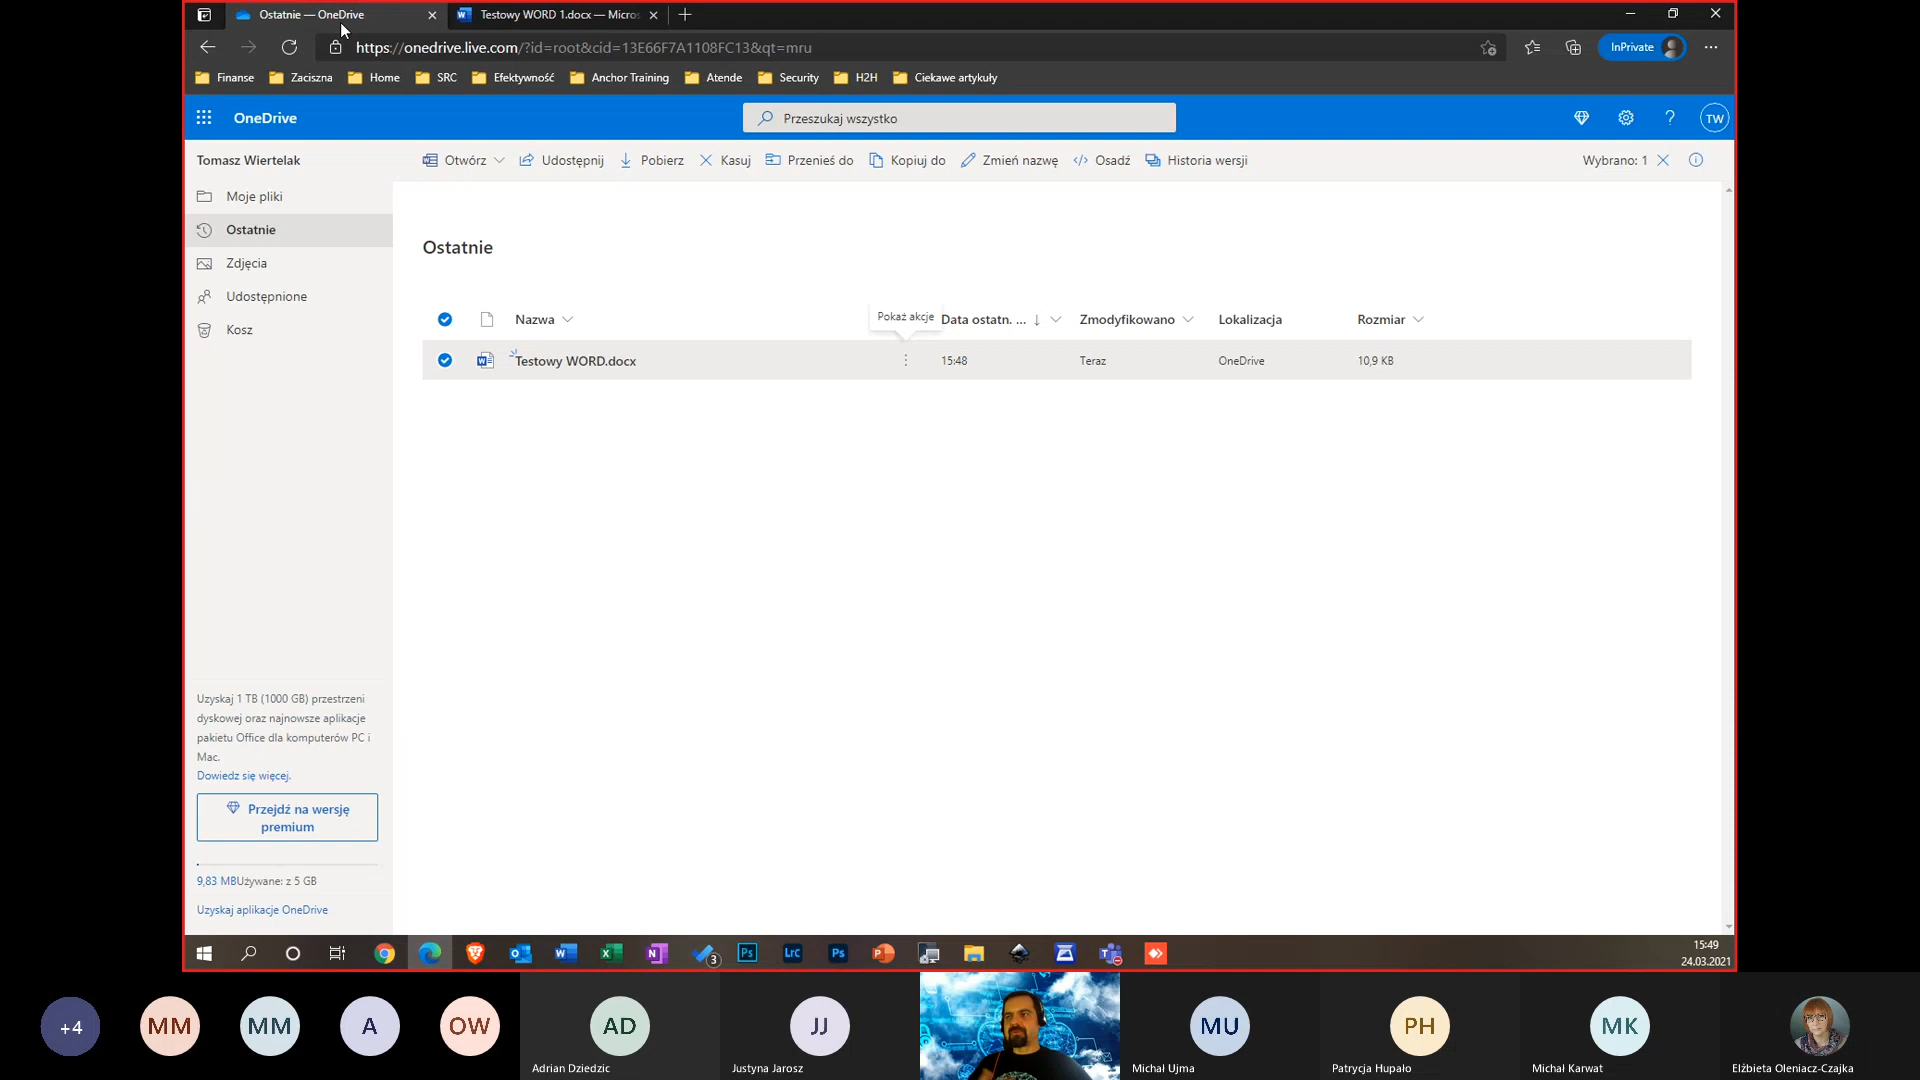 Ostatnie — OneDrive
Testowy WORD 1.docx — Micros
https://onedrive.live.com/?id=root&cid=13E66F7A1108FC13&qt=mru
InPrivate
Finanse Zaciszna Home SRC Efektywność Anchor Training Atende Security H2H Ciekawe artykuły
OneDrive
Przeszukaj wszystko
?
TW
Tomasz Wiertelak
Otwórz Udostępnij Pobierz Kasuj Przenieś do Kopiuj do Zmień nazwę Osadź Historia wersji
Wybrano: 1
Moje pliki
Ostatnie
Zdjęcia
Udostępnione
Kosz
Ostatnie
Pokaż akcje
Nazwa Data ostatn. ... Zmodyfikowano Lokalizacja Rozmiar
Testowy WORD.docx 15:48 Teraz OneDrive 10,9 KB
Uzyskaj 1 TB (1000 GB) przestrzeni
dyskowej oraz najnowsze aplikacje
pakietu Office dla komputerów PC i
Mac.
Dowiedz się więcej.
Przejdź na wersję
premium
9,83 MBUżywane: z 5 GB
Uzyskaj aplikacje OneDrive
3
Ps
LrC
Ps
15:49
24.03.2021
+4
MM
MM
A
OW
AD
Adrian Dziedzic
JJ
Justyna Jarosz
MU
Michał Ujma
PH
Patrycja Hupało
MK
Michał Karwat
Elżbieta Oleniacz-Czajka